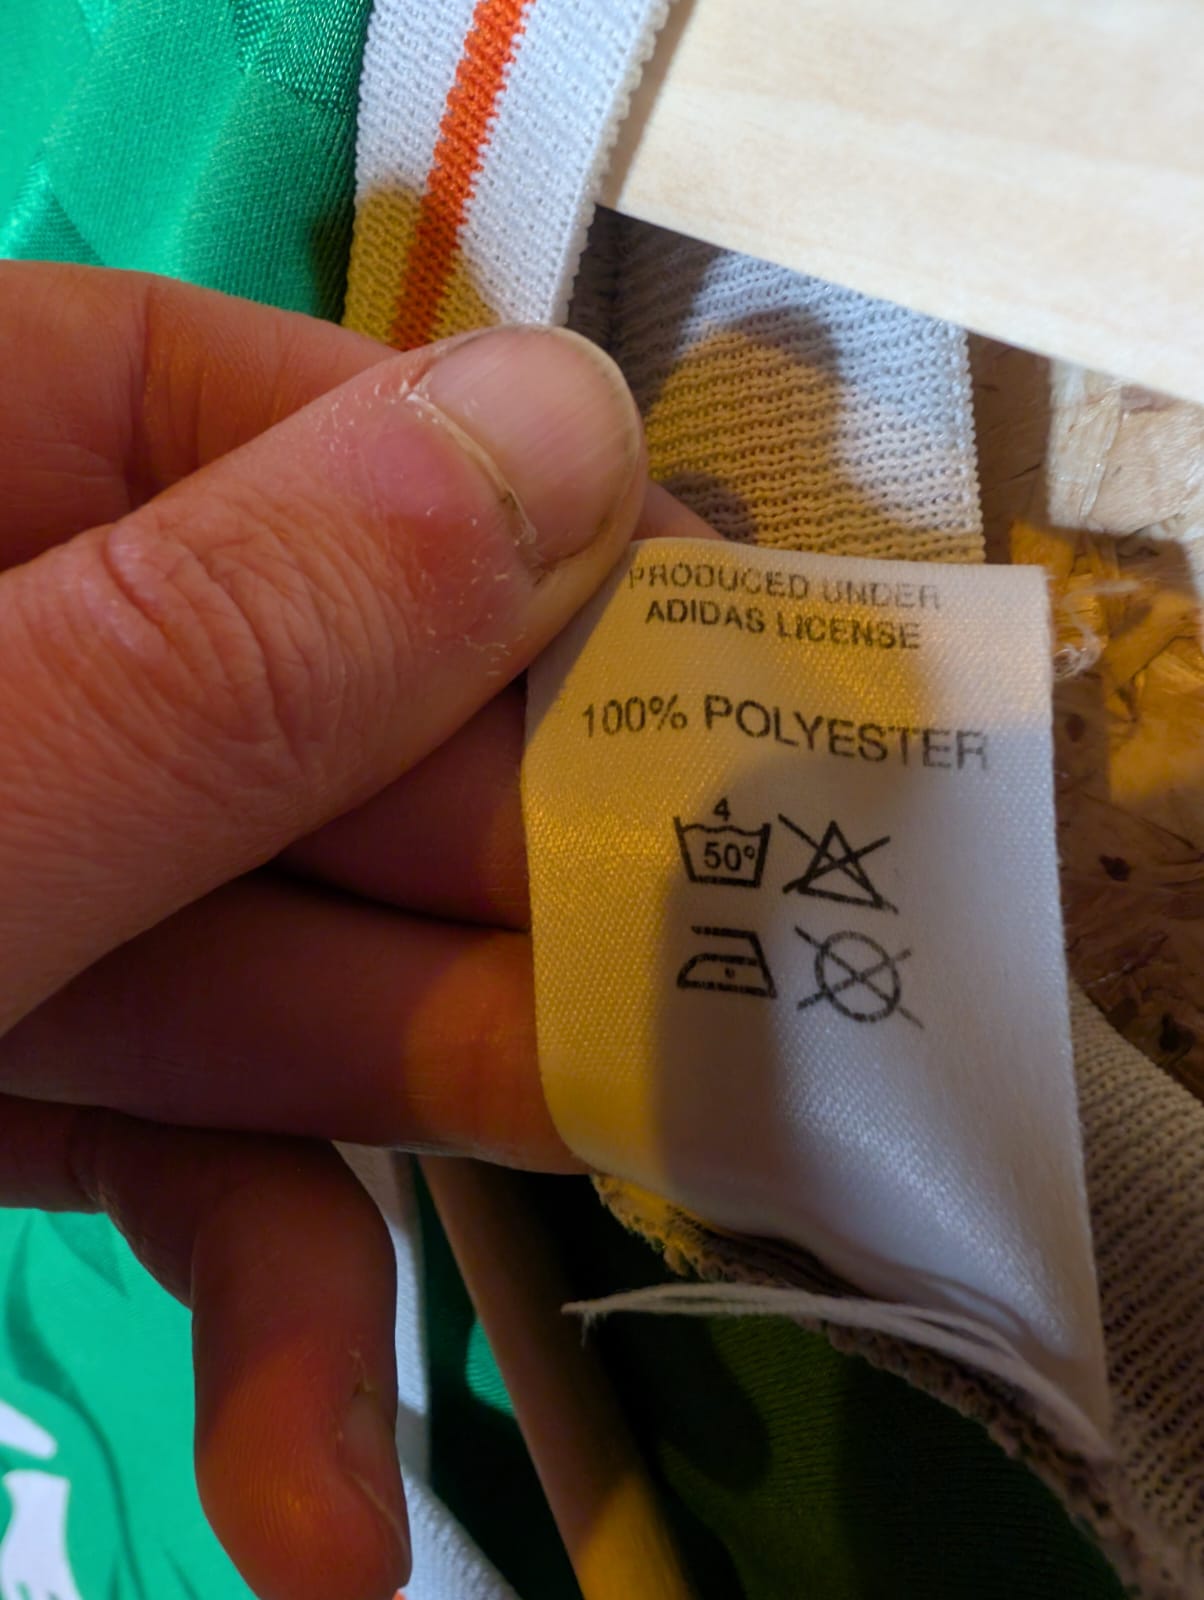 PRODUCED UNDER
ADIDAS LICENSE
100% POLYESTER
4
50°